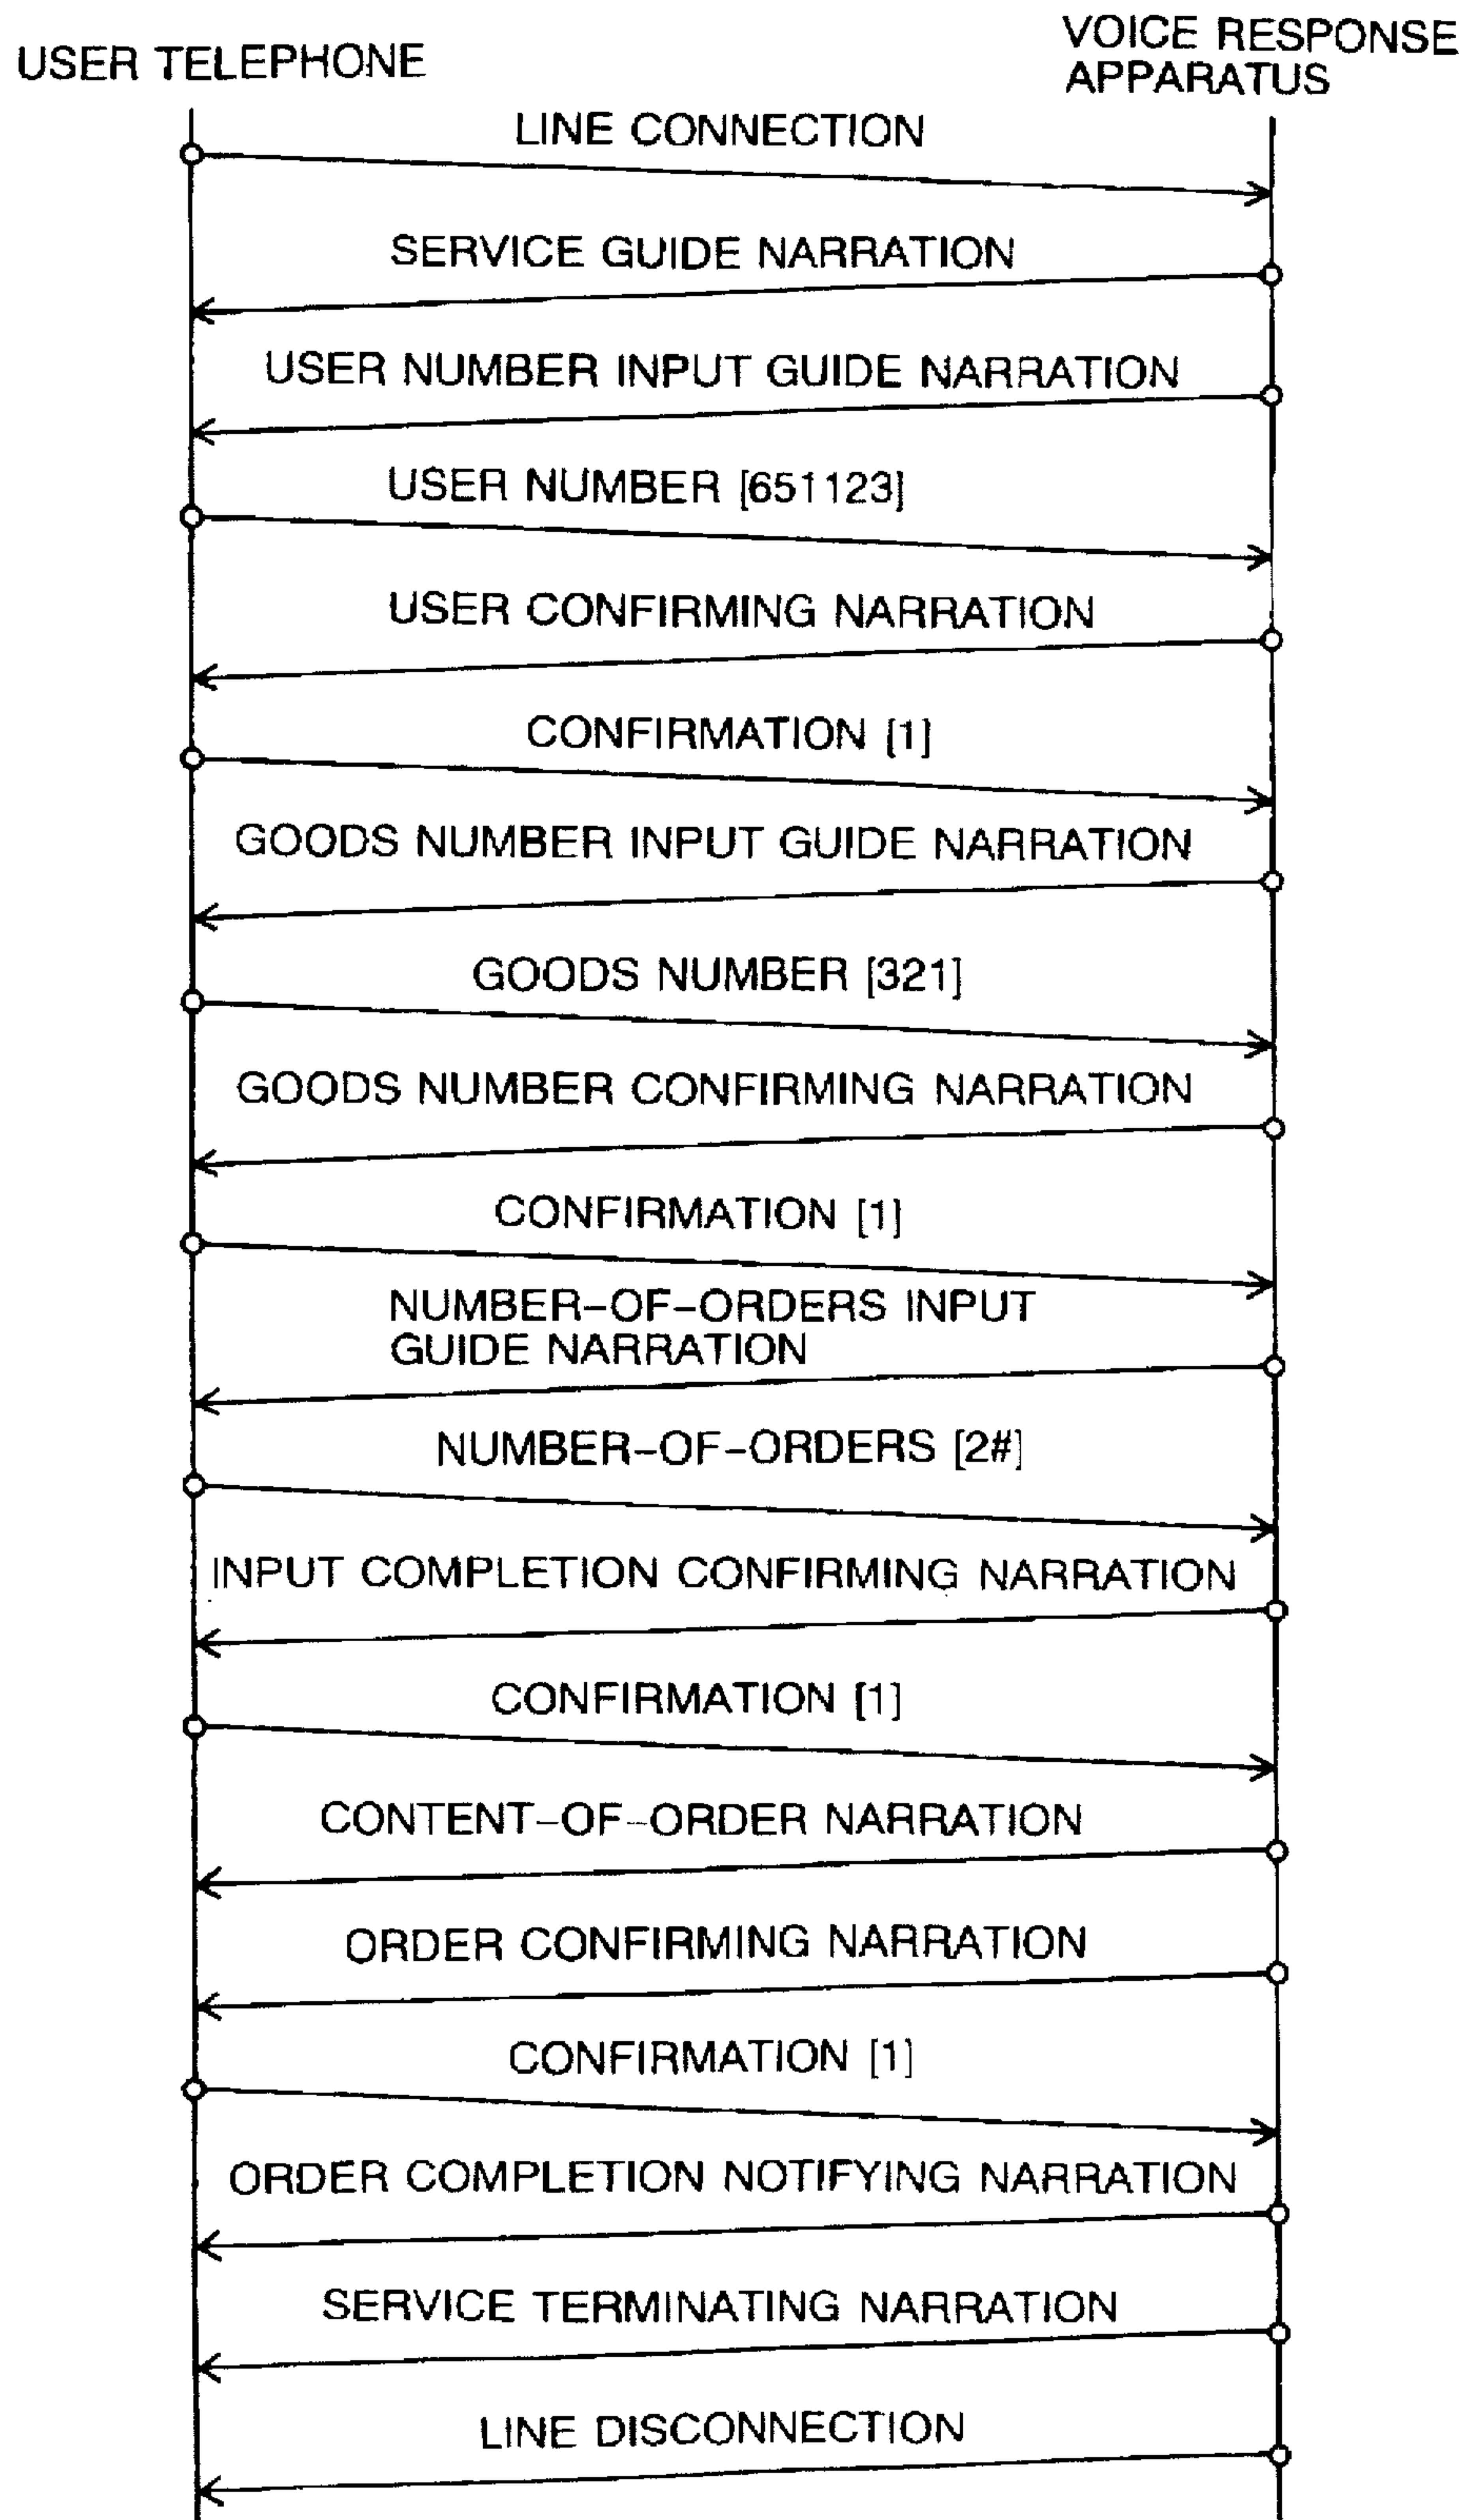 USER TELEPHONE
VOICE RESPONSE
APPARATUS
LINE CONNECTION
SERVICE GUIDE NARRATION
USER NUMBER INPUT GUIDE NARRATION
USER NUMBER [651123]
USER CONFIRMING NARRATION
CONFIRMATION [1]
GOODS NUMBER INPUT GUIDE NARRATION
GOODS NUMBER [321]
GOODS NUMBER CONFIRMING NARRATION
CONFIRMATION [1]
NUMBER-OF-ORDERS INPUT
GUIDE NARRATION
NUMBER-OF-ORDERS [2#]
INPUT COMPLETION CONFIRMING NARRATION
CONFIRMATION [1]
CONTENT-OF-ORDER NARRATION
ORDER CONFIRMING NARRATION
CONFIRMATION [1]
ORDER COMPLETION NOTIFYING NARRATION
SERVICE TERMINATING NARRATION
LINE DISCONNECTION